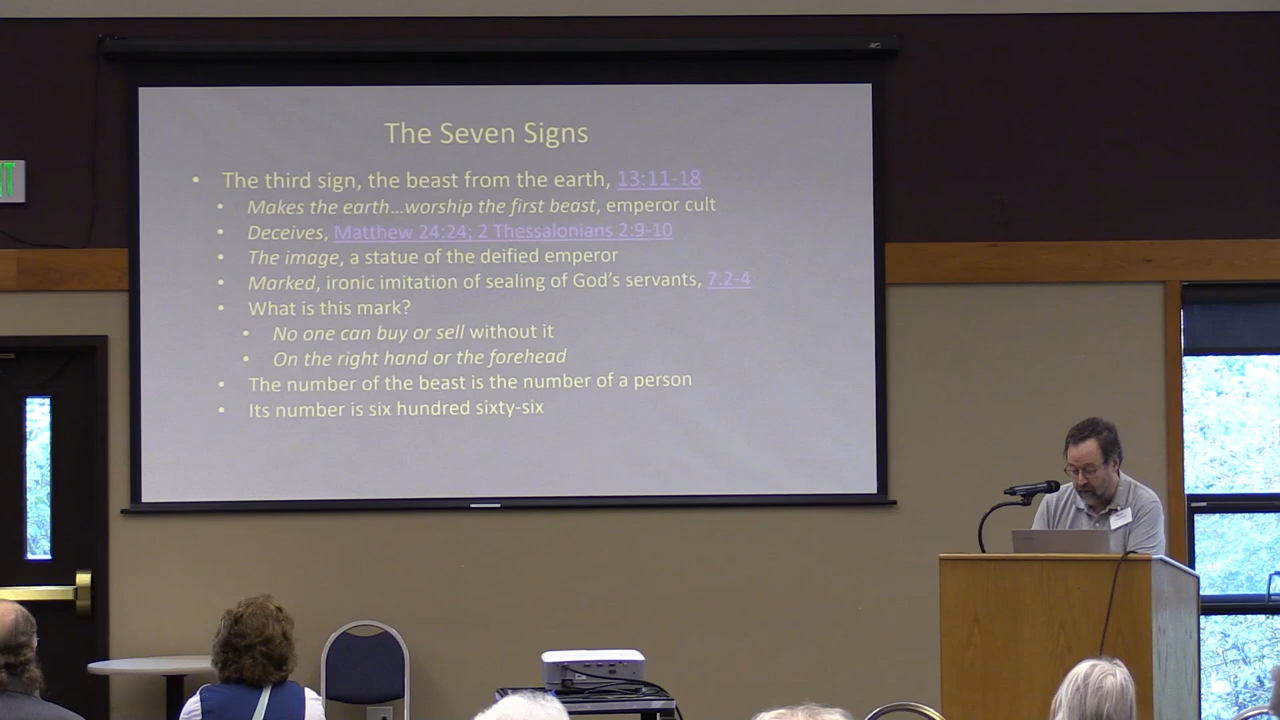 The Seven Signs
• The third sign, the beast from the earth, 13:11-18
• Makes the earth…worship the first beast, emperor cult
• Deceives, Matthew 24:24; 2 Thessalonians 2:9-10
• The image, a statue of the deified emperor
• Marked, ironic imitation of sealing of God's servants, 7:2-4
• What is this mark?
• No one can buy or sell without it
• On the right hand or the forehead
• The number of the beast is the number of a person
• Its number is six hundred sixty-six